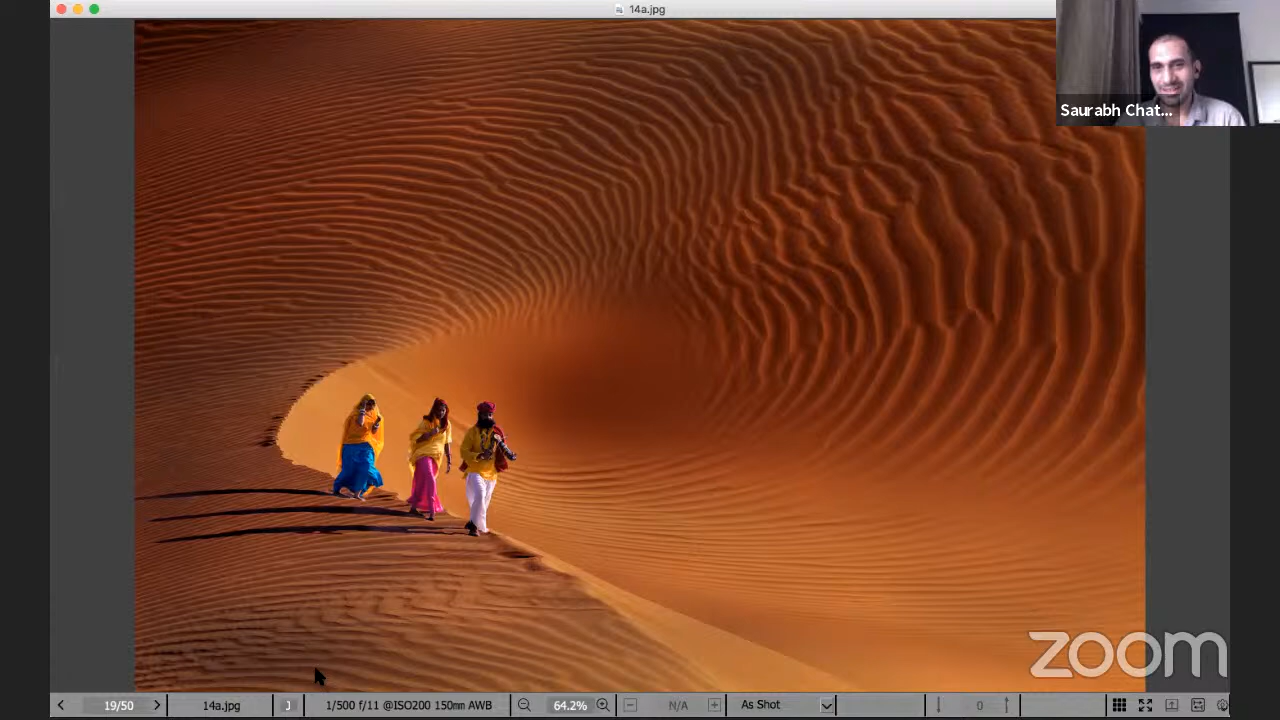 14a.jpg
Saurabh Chat...
zoom
19/50
14a.jpg
J
1/500 f/11 @ISO200 150mm AWB
64.2%
N/A
As Shot
0